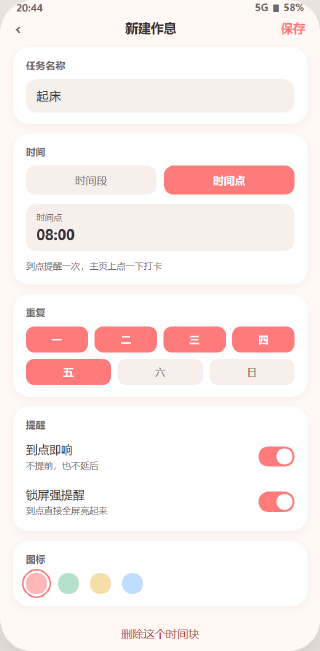 20:44
5G 58%
‹ 新建作息 保存
任务名称
起床
时间
时间段 时间点
时间点
08:00
到点提醒一次，主页上点一下打卡
重复
一 二 三 四
五 六 日
提醒
到点即响
不提前，也不延后
锁屏强提醒
到点直接全屏亮起来
图标
删除这个时间块